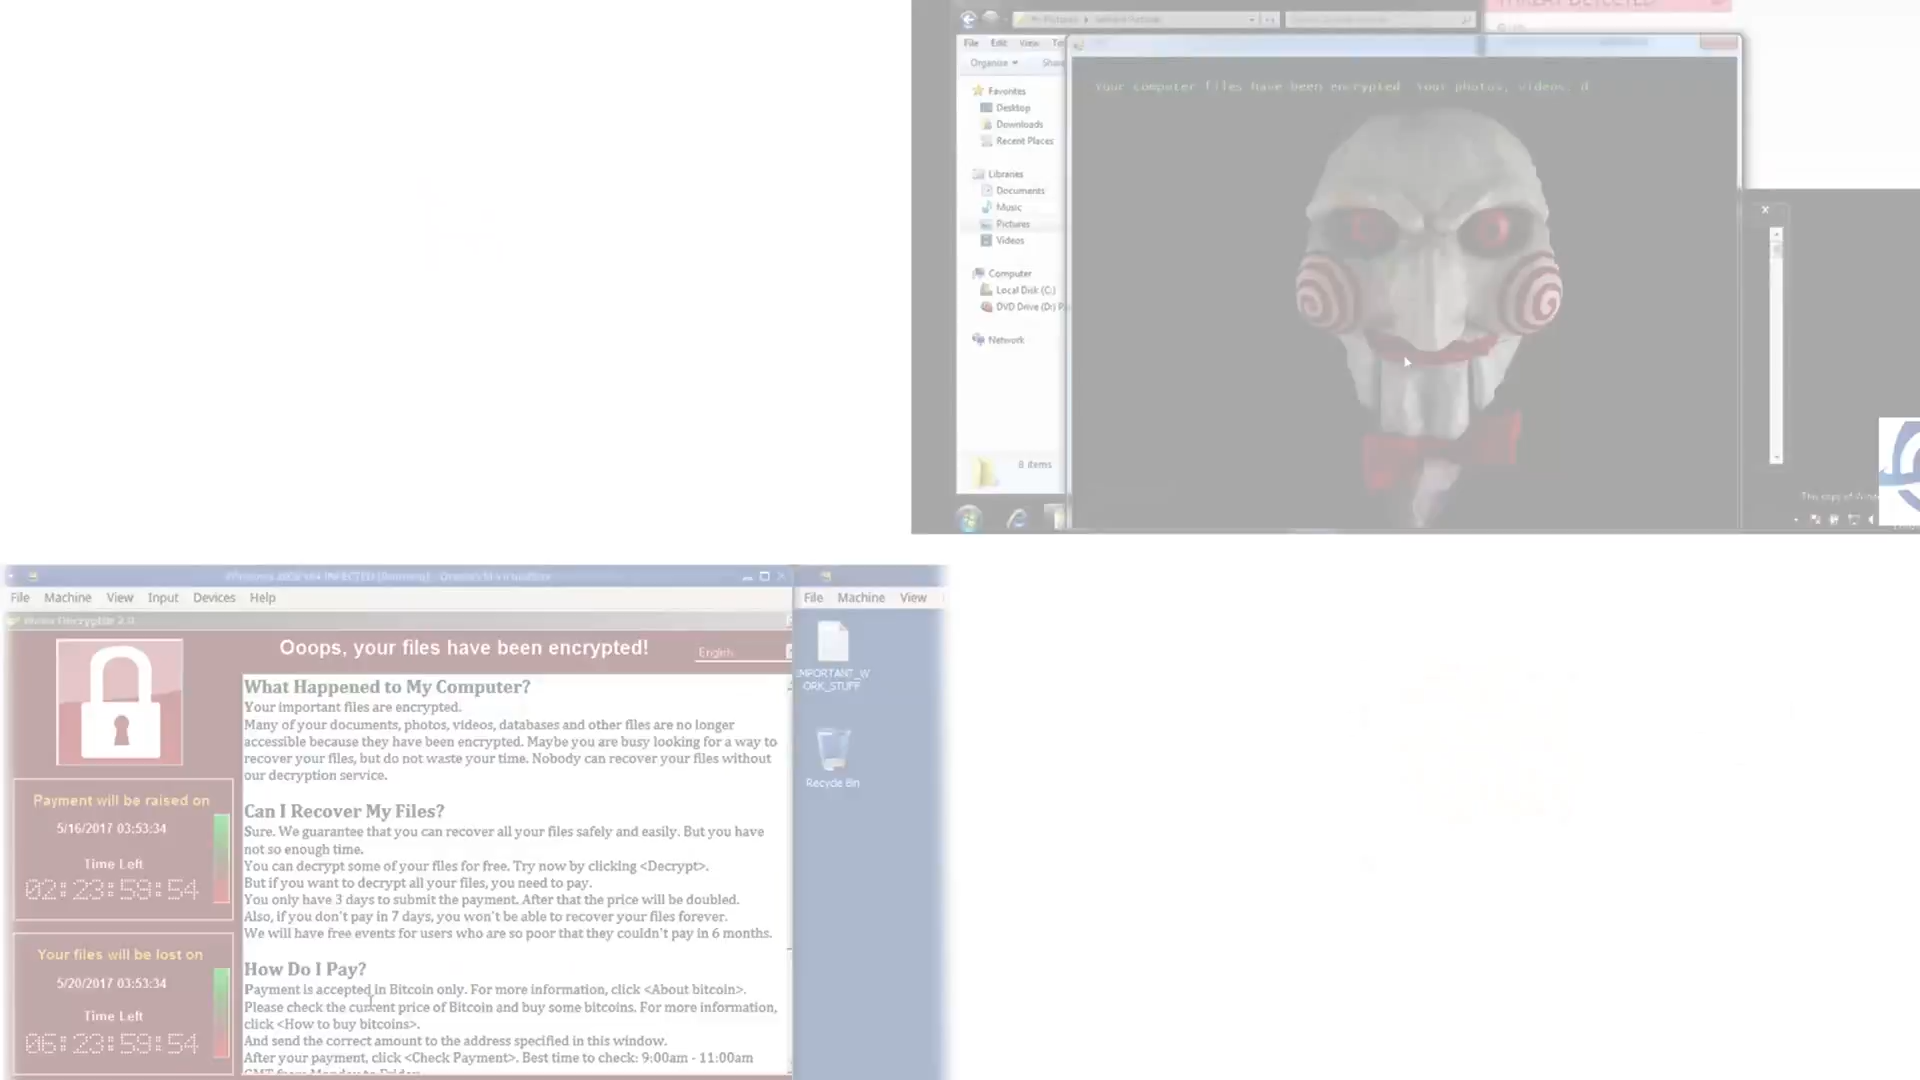 My Pictures
THREAT DETECTED
File Edit View
Organize
Your computer files have been encrypted. Your photos, videos, d
Favorites
Desktop
Downloads
Recent Places
Libraries
Documents
Music
Pictures
Videos
Computer
Local Disk (C:)
DVD Drive (D:)
Network
8 items
File Machine View Input Devices Help
File Machine View
Ooops, your files have been encrypted!
English
What Happened to My Computer?
Your important files are encrypted.
Many of your documents, photos, videos, databases and other files are no longer
accessible because they have been encrypted. Maybe you are busy looking for a way to
recover your files, but do not waste your time. Nobody can recover your files without
our decryption service.
Can I Recover My Files?
Sure. We guarantee that you can recover all your files safely and easily. But you have
not so enough time.
You can decrypt some of your files for free. Try now by clicking <Decrypt>.
But if you want to decrypt all your files, you need to pay.
You only have 3 days to submit the payment. After that the price will be doubled.
Also, if you don't pay in 7 days, you won't be able to recover your files forever.
We will have free events for users who are so poor that they couldn't pay in 6 months.
How Do I Pay?
Payment is accepted in Bitcoin only. For more information, click <About bitcoin>.
Please check the current price of Bitcoin and buy some bitcoins. For more information,
click <How to buy bitcoins>.
And send the correct amount to the address specified in this window.
After your payment, click <Check Payment>. Best time to check: 9:00am - 11:00am
GMT from Monday to Friday.
Payment will be raised on
5/16/2017 03:53:34
Time Left
02:23:59:54
Your files will be lost on
5/20/2017 03:53:34
Time Left
06:23:59:54
IMPORTANT_W
ORK_STUFF
Recycle Bin